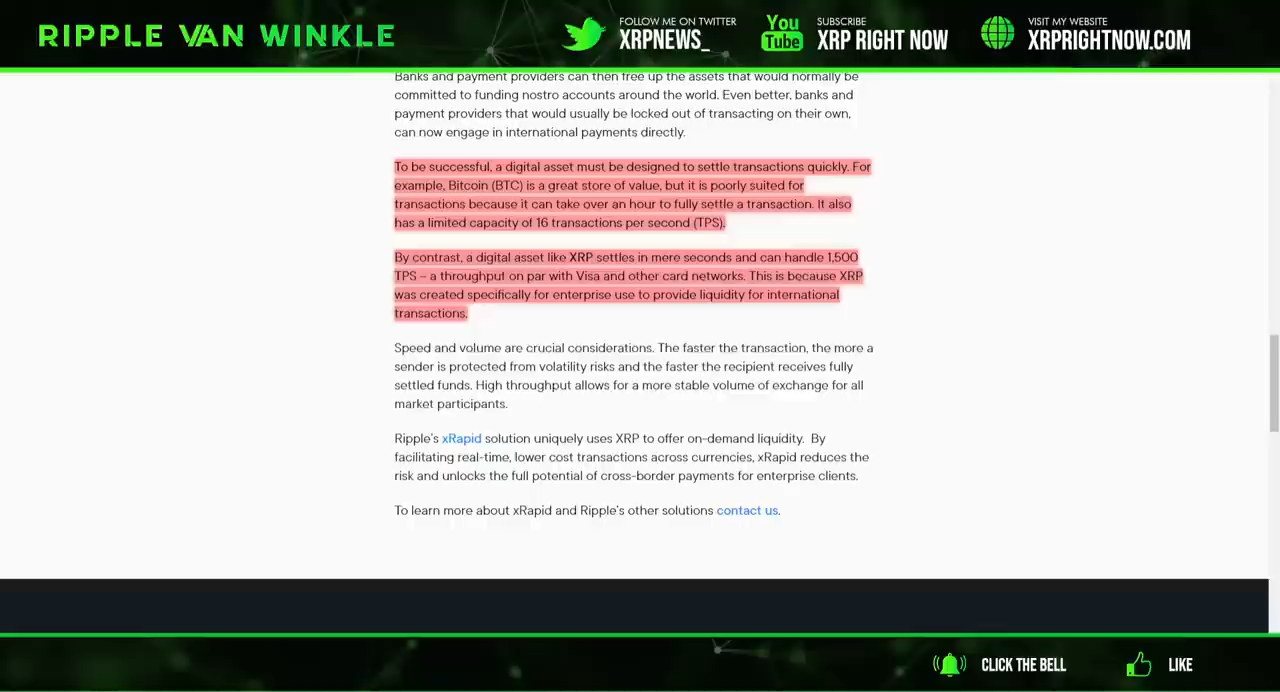 RIPPLE VAN WINKLE
FOLLOW ME ON TWITTER
XRPNEWS_
You
Tube
SUBSCRIBE
XRP RIGHT NOW
VISIT MY WEBSITE
XRPRIGHTNOW.COM
Banks and payment providers can then free up the assets that would normally be
committed to funding nostro accounts around the world. Even better, banks and
payment providers that would usually be locked out of transacting on their own,
can now engage in international payments directly.
To be successful, a digital asset must be designed to settle transactions quickly. For
example, Bitcoin (BTC) is a great store of value, but it is poorly suited for
transactions because it can take over an hour to fully settle a transaction. It also
has a limited capacity of 16 transactions per second (TPS).
By contrast, a digital asset like XRP settles in mere seconds and can handle 1,500
TPS – a throughput on par with Visa and other card networks. This is because XRP
was created specifically for enterprise use to provide liquidity for international
transactions.
Speed and volume are crucial considerations. The faster the transaction, the more a
sender is protected from volatility risks and the faster the recipient receives fully
settled funds. High throughput allows for a more stable volume of exchange for all
market participants.
Ripple's xRapid solution uniquely uses XRP to offer on-demand liquidity. By
facilitating real-time, lower cost transactions across currencies, xRapid reduces the
risk and unlocks the full potential of cross-border payments for enterprise clients.
To learn more about xRapid and Ripple's other solutions contact us.
CLICK THE BELL
LIKE